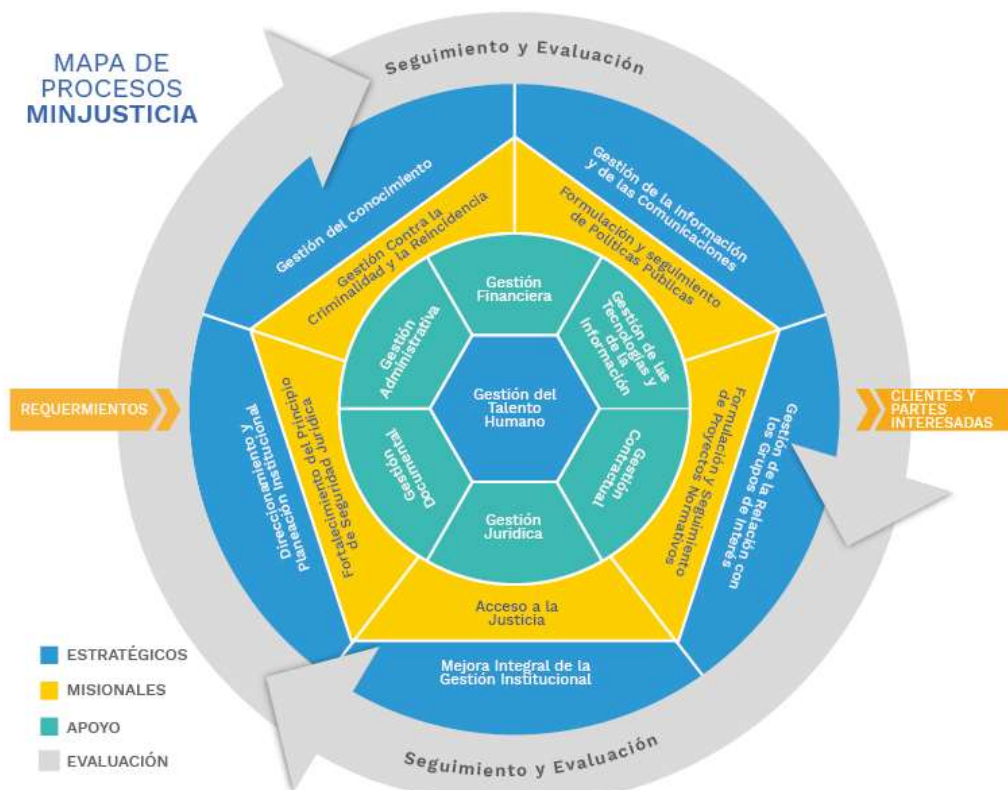 MAPA DE
PROCESOS
MINJUSTICIA
Seguimiento y Evaluación
Gestión del Conocimiento
Gestión de la Información
y de las Comunicaciones
Gestión Contra la
Criminalidad y la Reincidencia
Formulación y seguimiento
de Políticas Públicas
Gestión
Financiera
Gestión
Administrativa
Gestión de las
Tecnologías y
de la
Información
Gestión del
Talento
Humano
REQUERMIENTOS
CLIENTES Y
PARTES
INTERESADAS
Direccionamiento y
Planeación Institucional
Fortalecimiento del Principio
de Seguridad Jurídica
Gestión
Documental
Gestión
Contractual
Formulación y Seguimiento
de Proyectos Normativos
Gestión de la Relación con
los Grupos de Interés
Gestión
Jurídica
Acceso a la
Justicia
Mejora Integral de la
Gestión Institucional
ESTRATÉGICOS
MISIONALES
APOYO
EVALUACIÓN
Seguimiento y Evaluación